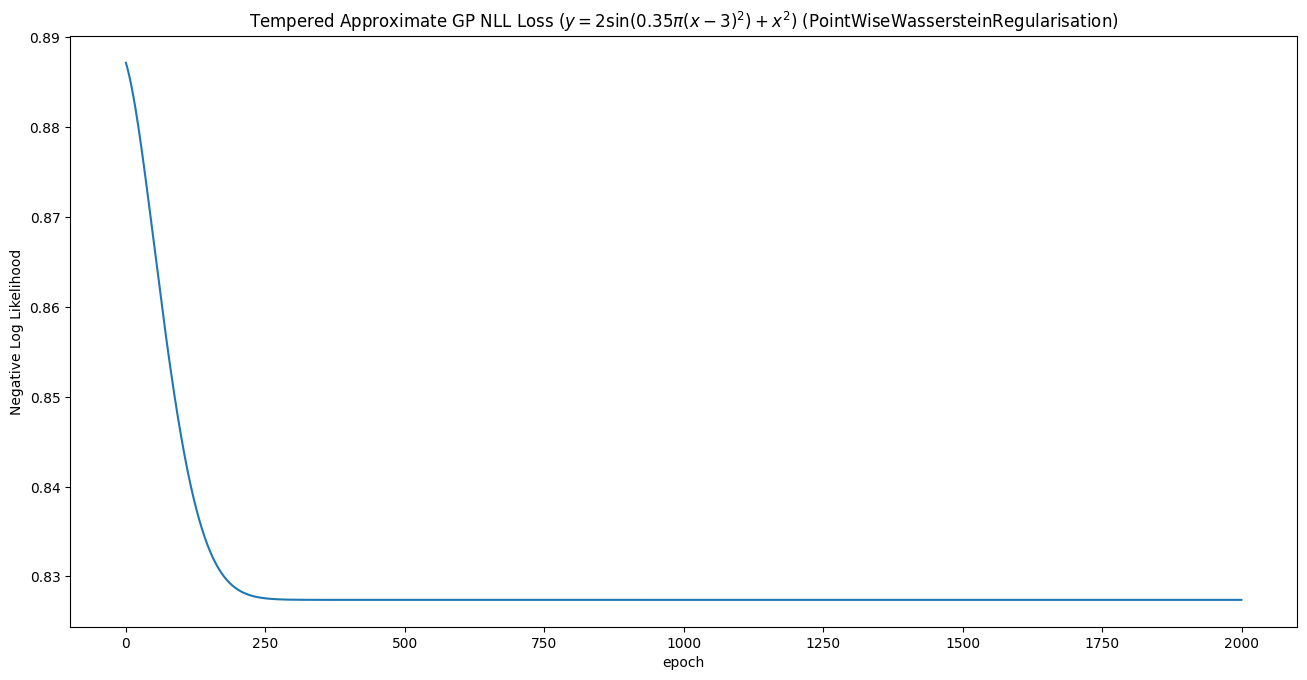 Tempered Approximate GP NLL Loss ($y = 2\sin(0.35\pi(x-3)^2) + x^2$) (PointWiseWassersteinRegularisation)
0.89
0.88
0.87
0.86
0.85
0.84
0.83
Negative Log Likelihood
0 250 500 750 1000 1250 1500 1750 2000
epoch